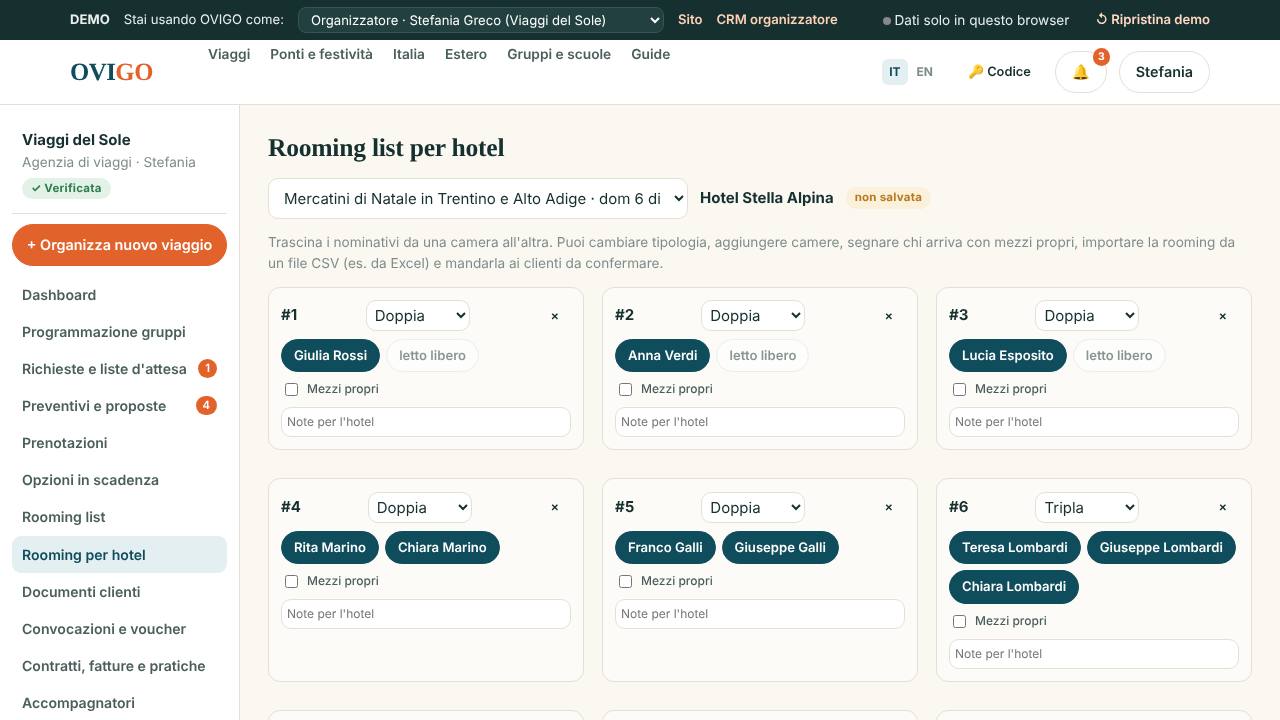 DEMO Stai usando OVIGO come: Organizzatore · Stefania Greco (Viaggi del Sole) Sito CRM organizzatore Dati solo in questo browser ↺ Ripristina demo
OVIGO Viaggi Ponti e festività Italia Estero Gruppi e scuole Guide IT EN 🔑 Codice 🔔 3 Stefania
Viaggi del Sole
Agenzia di viaggi · Stefania
✓ Verificata
+ Organizza nuovo viaggio
Dashboard
Programmazione gruppi
Richieste e liste d'attesa 1
Preventivi e proposte 4
Prenotazioni
Opzioni in scadenza
Rooming list
Rooming per hotel
Documenti clienti
Convocazioni e voucher
Contratti, fatture e pratiche
Accompagnatori
Rooming list per hotel
Mercatini di Natale in Trentino e Alto Adige · dom 6 di Hotel Stella Alpina non salvata
Trascina i nominativi da una camera all'altra. Puoi cambiare tipologia, aggiungere camere, segnare chi arriva con mezzi propri, importare la rooming da
un file CSV (es. da Excel) e mandarla ai clienti da confermare.
#1 Doppia ×
Giulia Rossi letto libero
Mezzi propri
Note per l'hotel
#2 Doppia ×
Anna Verdi letto libero
Mezzi propri
Note per l'hotel
#3 Doppia ×
Lucia Esposito letto libero
Mezzi propri
Note per l'hotel
#4 Doppia ×
Rita Marino Chiara Marino
Mezzi propri
Note per l'hotel
#5 Doppia ×
Franco Galli Giuseppe Galli
Mezzi propri
Note per l'hotel
#6 Tripla ×
Teresa Lombardi Giuseppe Lombardi
Chiara Lombardi
Mezzi propri
Note per l'hotel